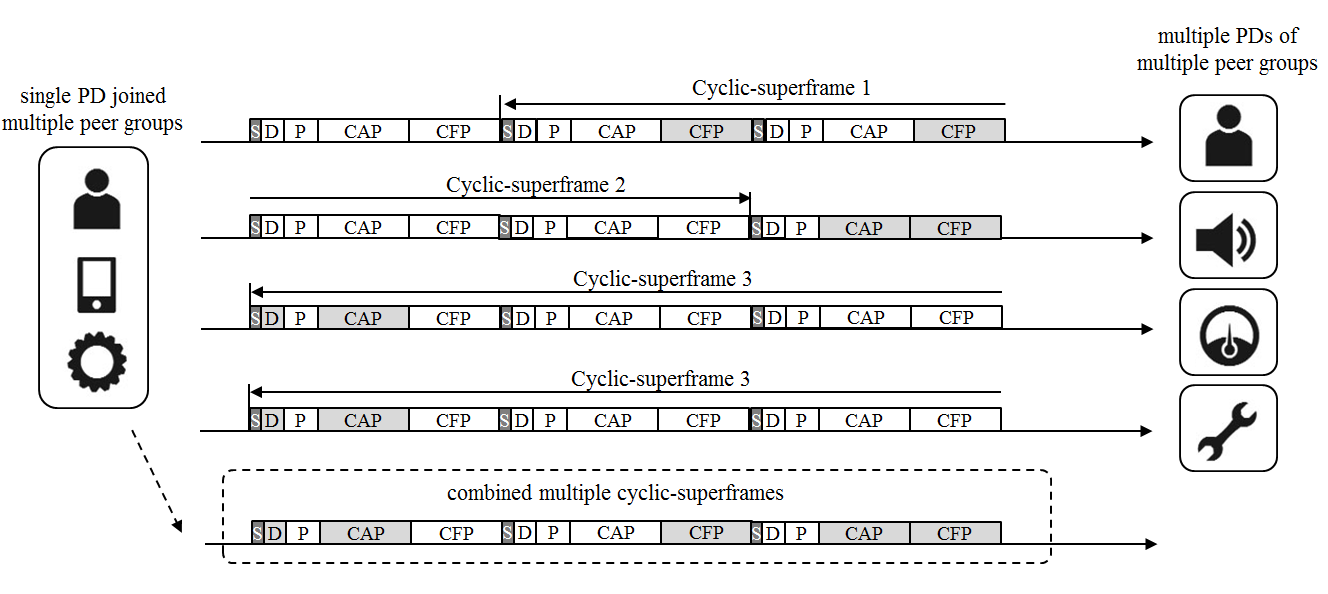 multiple PDs of
multiple peer groups
single PD joined
multiple peer groups
Cyclic-superframe 1
S D P CAP CFP S D P CAP CFP S D P CAP CFP
Cyclic-superframe 2
S D P CAP CFP S D P CAP CFP S D P CAP CFP
Cyclic-superframe 3
S D P CAP CFP S D P CAP CFP S D P CAP CFP
Cyclic-superframe 3
S D P CAP CFP S D P CAP CFP S D P CAP CFP
combined multiple cyclic-superframes
S D P CAP CFP S D P CAP CFP S D P CAP CFP